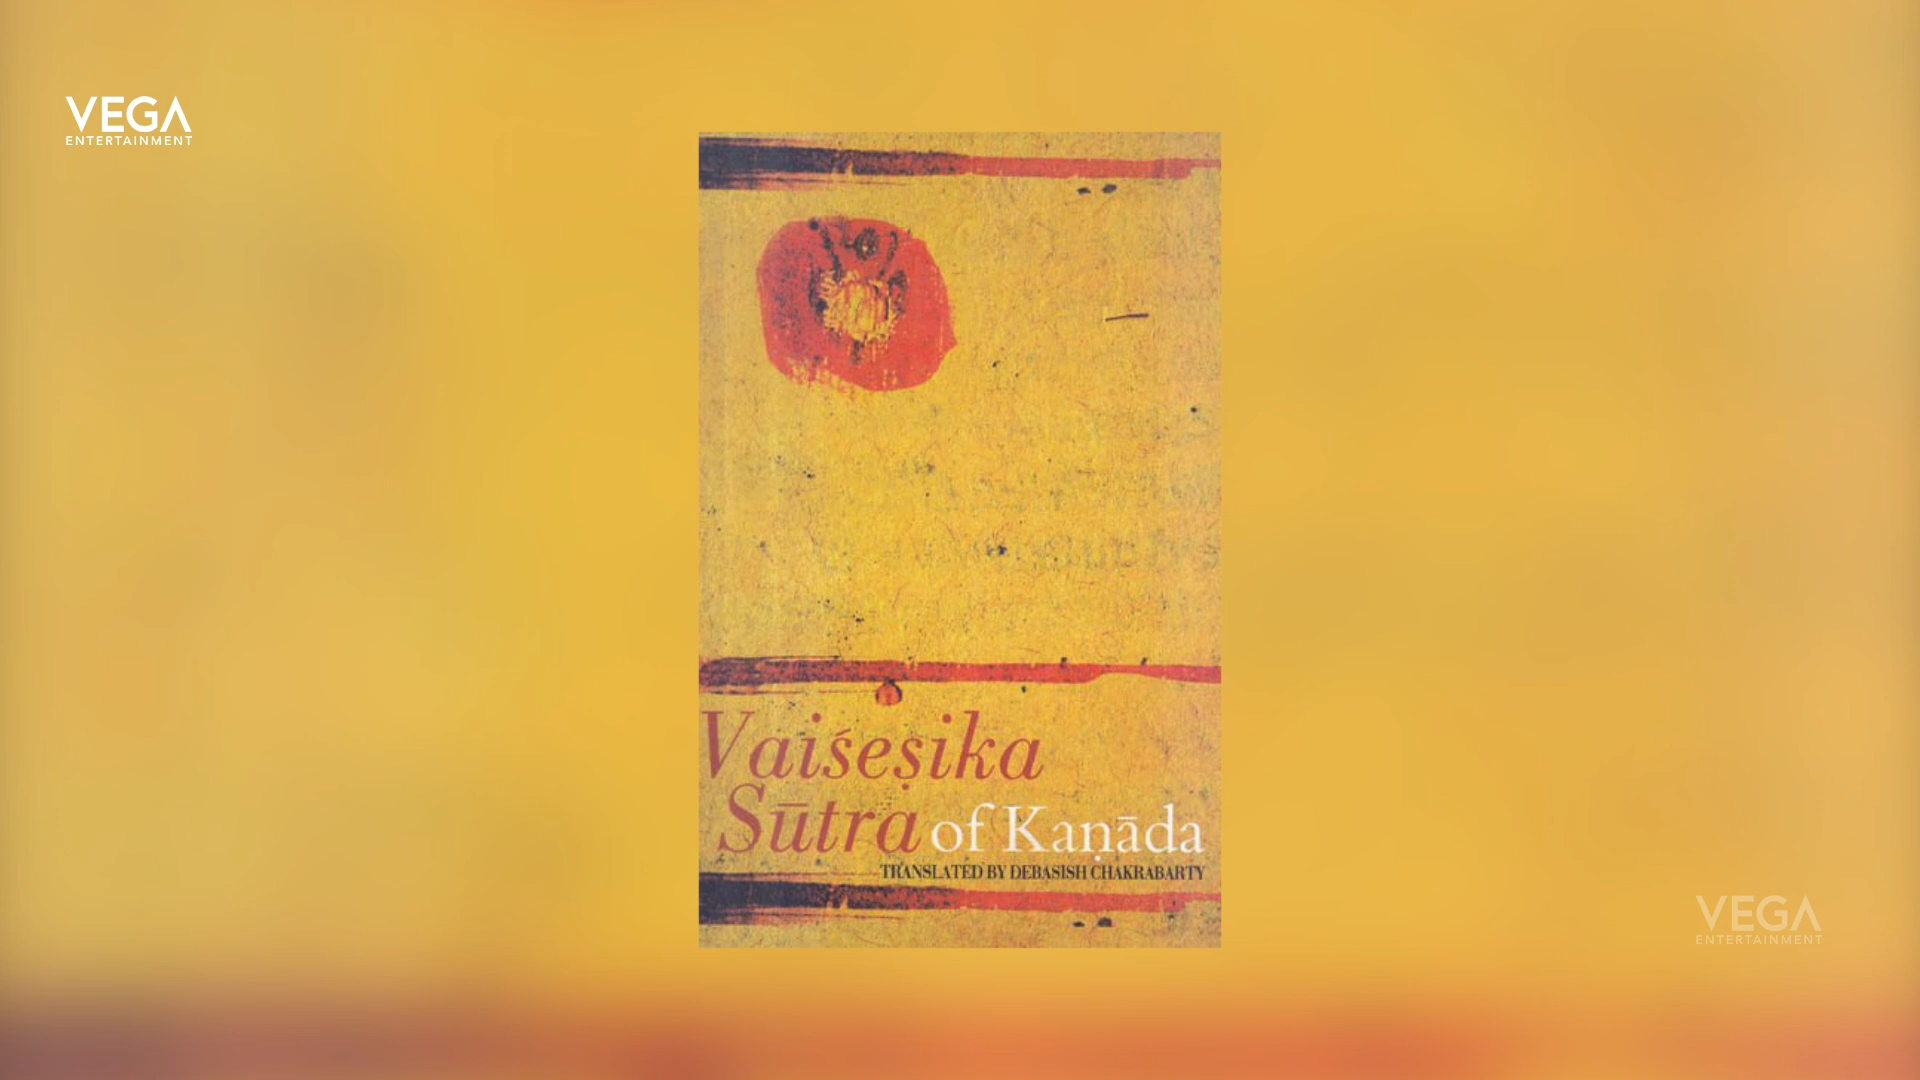 VEGA
ENTERTAINMENT
Vaiśeṣika
Sūtra of Kaṇāda
TRANSLATED BY DEBASISH CHAKRABARTY
VEGA
ENTERTAINMENT